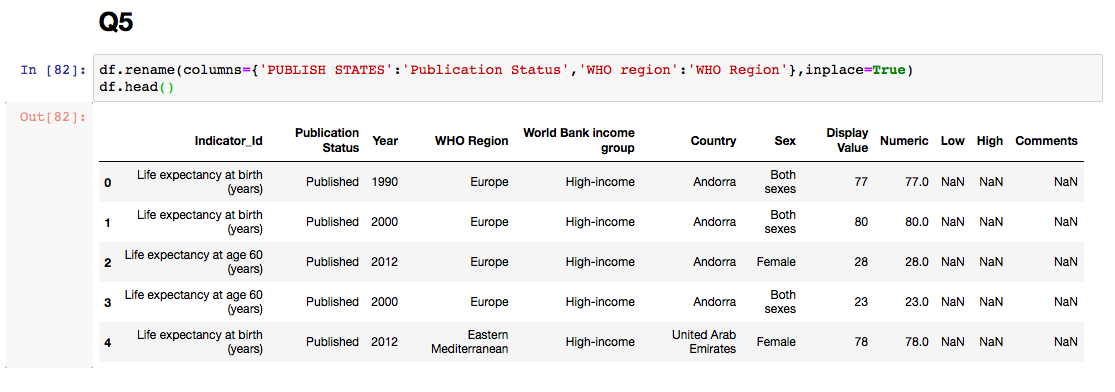 Q5
In [82]: df.rename(columns={'PUBLISH STATES':'Publication Status','WHO region':'WHO Region'},inplace=True)
df.head()
Out[82]:
Indicator_Id Publication Status Year WHO Region World Bank income group Country Sex Display Value Numeric Low High Comments
0 Life expectancy at birth (years) Published 1990 Europe High-income Andorra Both sexes 77 77.0 NaN NaN NaN
1 Life expectancy at birth (years) Published 2000 Europe High-income Andorra Both sexes 80 80.0 NaN NaN NaN
2 Life expectancy at age 60 (years) Published 2012 Europe High-income Andorra Female 28 28.0 NaN NaN NaN
3 Life expectancy at age 60 (years) Published 2000 Europe High-income Andorra Both sexes 23 23.0 NaN NaN NaN
4 Life expectancy at birth (years) Published 2012 Eastern Mediterranean High-income United Arab Emirates Female 78 78.0 NaN NaN NaN